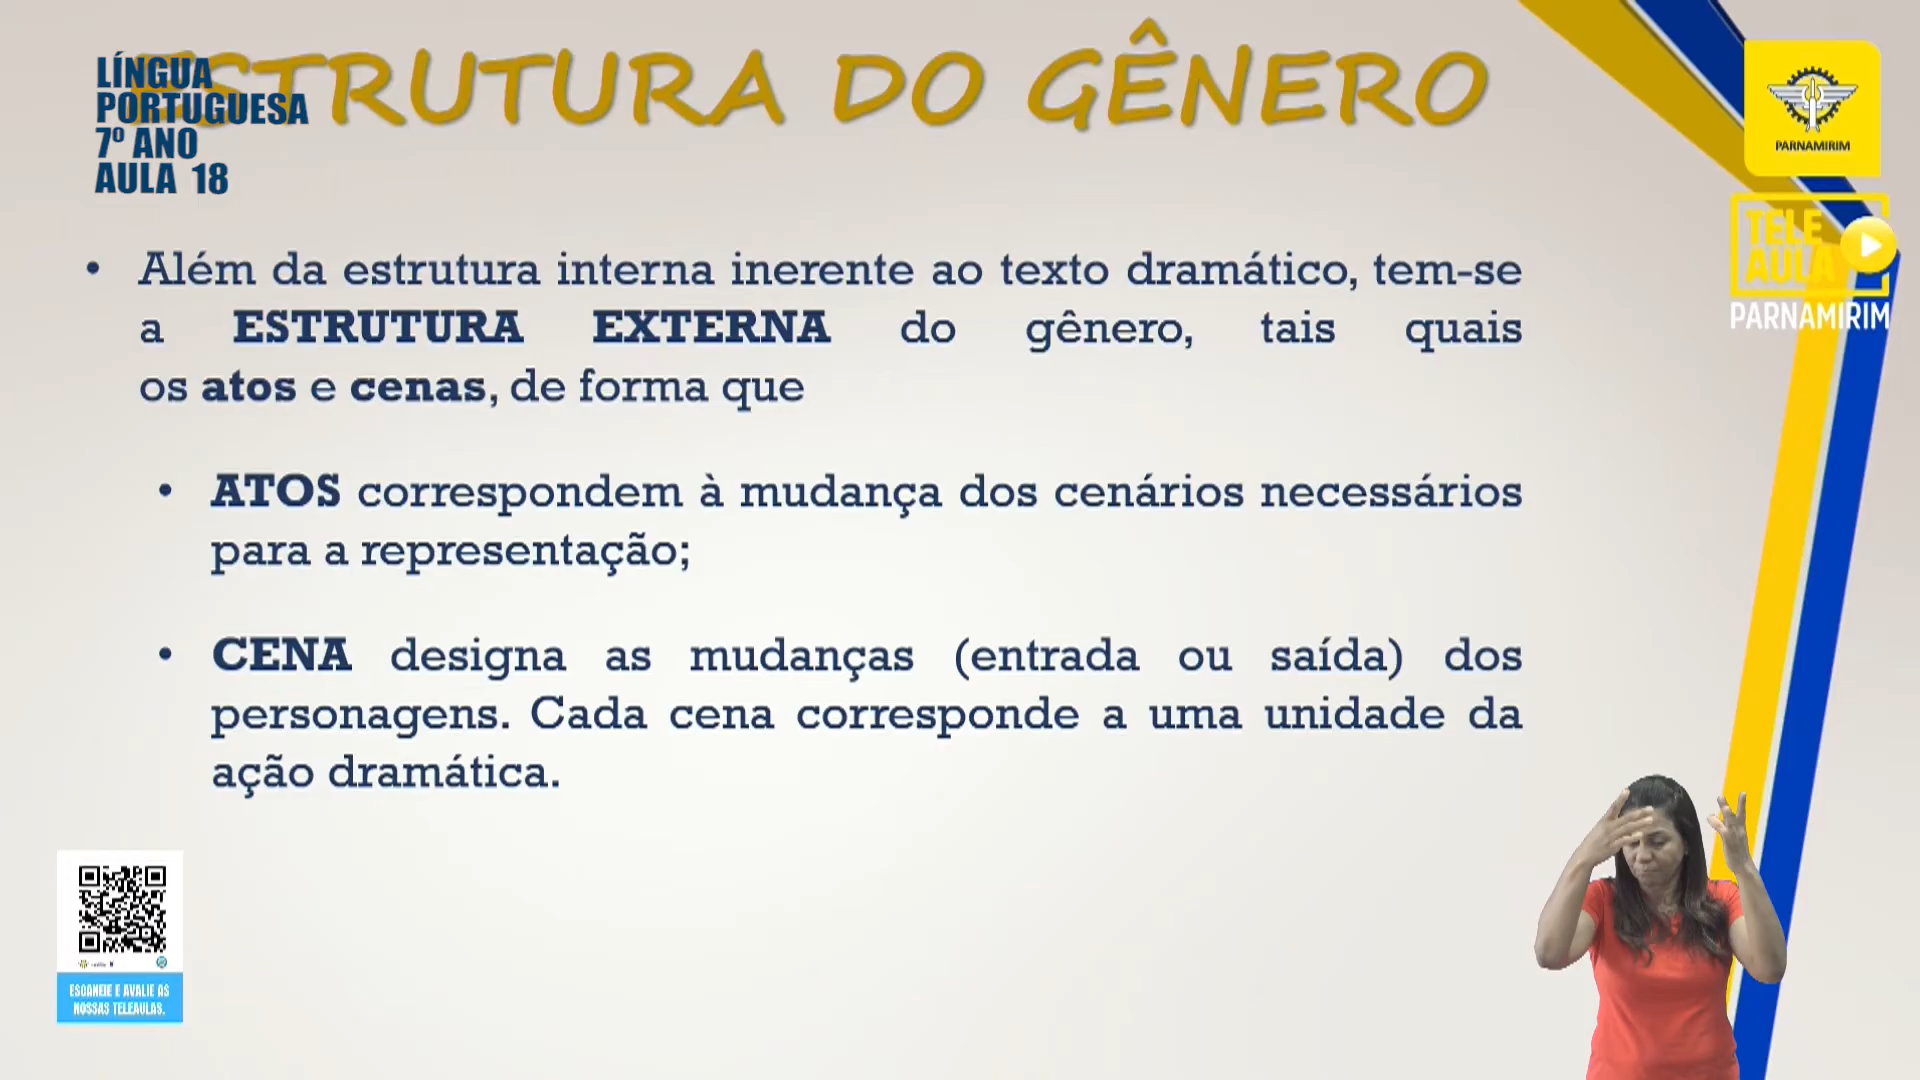 ESTRUTURA DO GÊNERO
LÍNGUA
PORTUGUESA
7º ANO
AULA 18
PARNAMIRIM
TELE
AULA
PARNAMIRIM
• Além da estrutura interna inerente ao texto dramático, tem-se
a ESTRUTURA EXTERNA do gênero, tais quais
os atos e cenas, de forma que
• ATOS correspondem à mudança dos cenários necessários
para a representação;
• CENA designa as mudanças (entrada ou saída) dos
personagens. Cada cena corresponde a uma unidade da
ação dramática.
ESCANEIE E AVALIE AS
NOSSAS TELEAULAS.